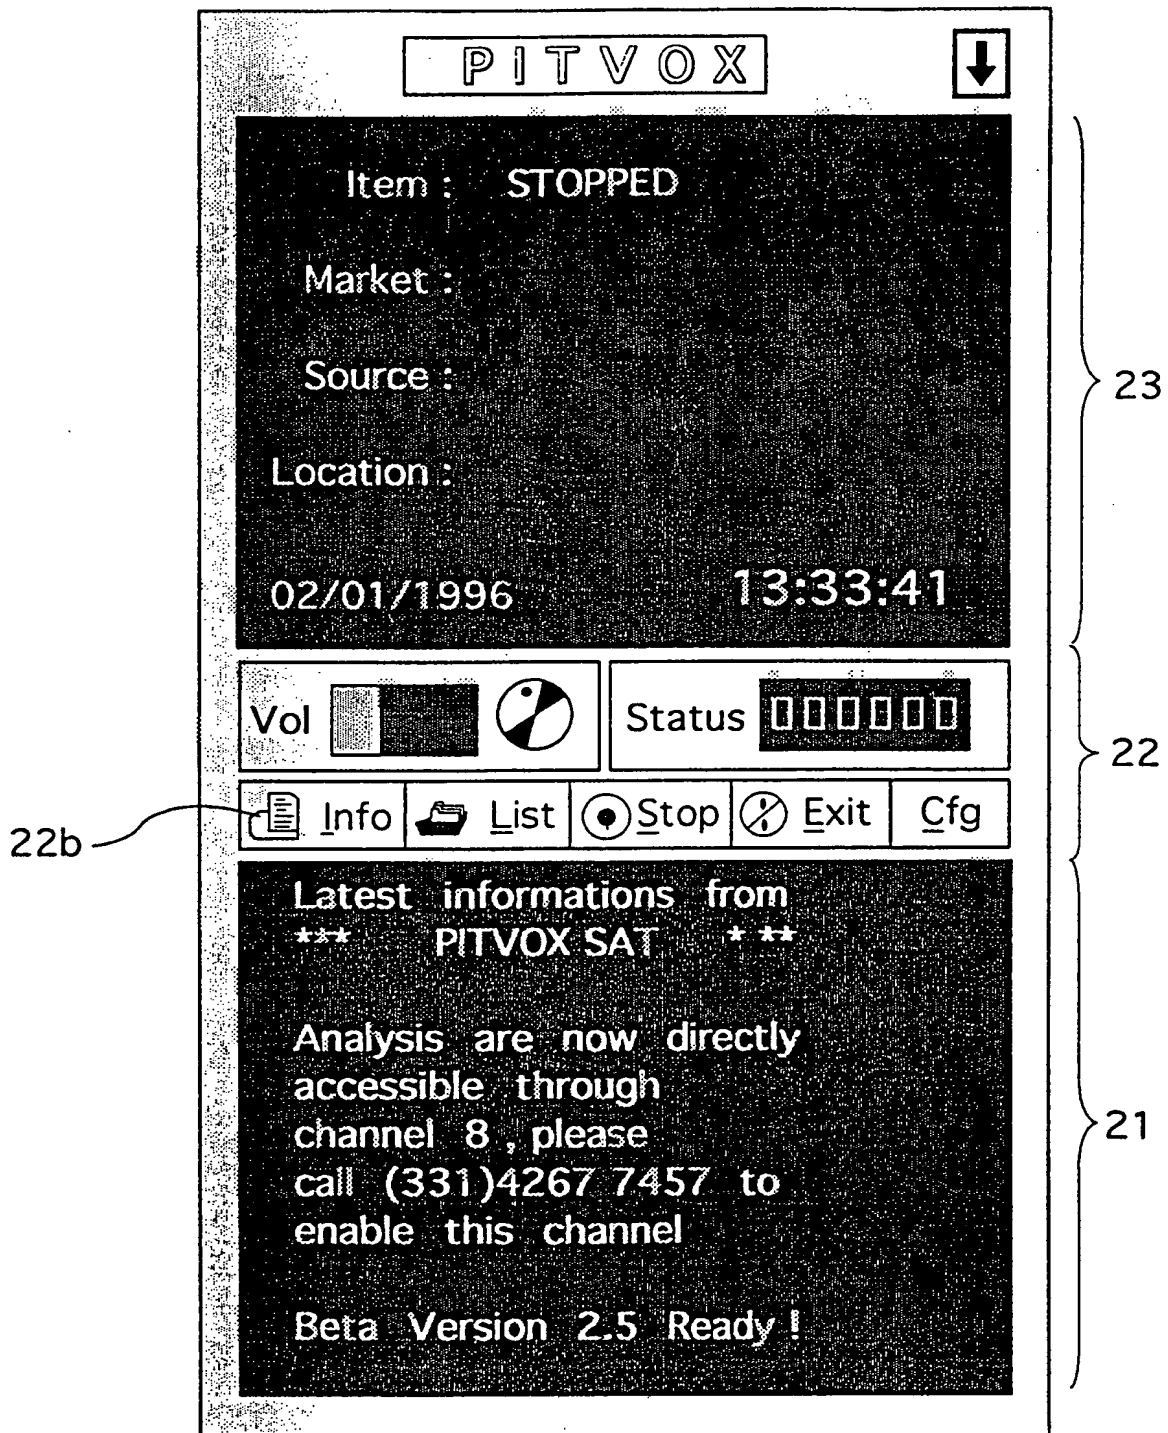 PITVOX
Item : STOPPED
Market :
Source :
Location :
02/01/1996 13:33:41
23
Vol Status 000000
22
Info List Stop Exit Cfg
22b
Latest informations from
*** PITVOX SAT * **
Analysis are now directly
accessible through
channel 8 , please
call (331)4267 7457 to
enable this channel
21
Beta Version 2.5 Ready !